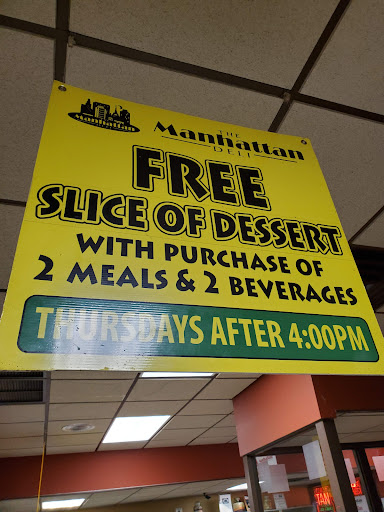 The
Manhattan
THE
Manhattan
DELI
FREE
SLICE OF DESSERT
WITH PURCHASE OF
2 MEALS & 2 BEVERAGES
THURSDAYS AFTER 4:00PM